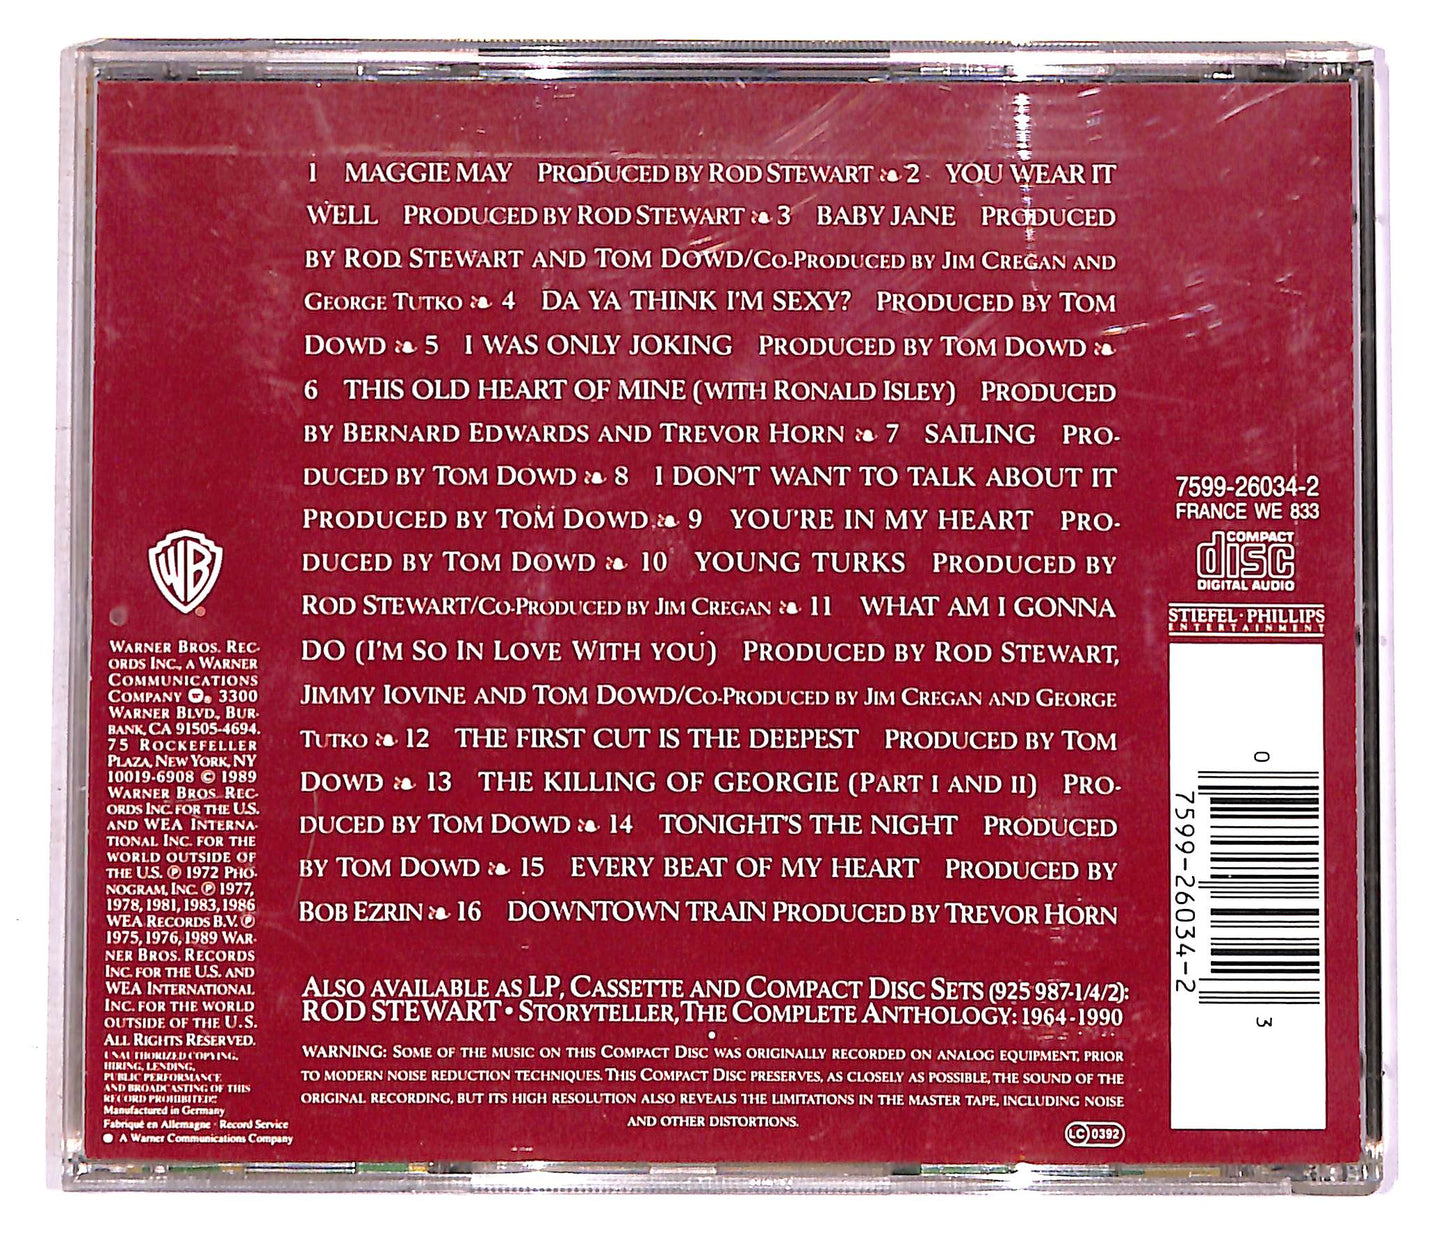 1 MAGGIE MAY PRODUCED BY ROD STEWART ❧ 2 YOU WEAR IT
WELL PRODUCED BY ROD STEWART ❧ 3 BABY JANE PRODUCED
BY ROD STEWART AND TOM DOWD/CO-PRODUCED BY JIM CREGAN AND
GEORGE TUTKO ❧ 4 DA YA THINK I'M SEXY? PRODUCED BY TOM
DOWD ❧ 5 I WAS ONLY JOKING PRODUCED BY TOM DOWD ❧
6 THIS OLD HEART OF MINE (WITH RONALD ISLEY) PRODUCED
BY BERNARD EDWARDS AND TREVOR HORN ❧ 7 SAILING PRO-
DUCED BY TOM DOWD ❧ 8 I DON'T WANT TO TALK ABOUT IT
PRODUCED BY TOM DOWD ❧ 9 YOU'RE IN MY HEART PRO-
DUCED BY TOM DOWD ❧ 10 YOUNG TURKS PRODUCED BY
ROD STEWART/CO-PRODUCED BY JIM CREGAN ❧ 11 WHAT AM I GONNA
DO (I'M SO IN LOVE WITH YOU) PRODUCED BY ROD STEWART,
JIMMY IOVINE AND TOM DOWD/CO-PRODUCED BY JIM CREGAN AND GEORGE
TUTKO ❧ 12 THE FIRST CUT IS THE DEEPEST PRODUCED BY TOM
DOWD ❧ 13 THE KILLING OF GEORGIE (PART I AND II) PRO-
DUCED BY TOM DOWD ❧ 14 TONIGHT'S THE NIGHT PRODUCED
BY TOM DOWD ❧ 15 EVERY BEAT OF MY HEART PRODUCED BY
BOB EZRIN ❧ 16 DOWNTOWN TRAIN PRODUCED BY TREVOR HORN
ALSO AVAILABLE AS LP, CASSETTE AND COMPACT DISC SETS (925 987-1/4/2):
ROD STEWART • STORYTELLER, THE COMPLETE ANTHOLOGY: 1964-1990
WARNING: SOME OF THE MUSIC ON THIS COMPACT DISC WAS ORIGINALLY RECORDED ON ANALOG EQUIPMENT, PRIOR
TO MODERN NOISE REDUCTION TECHNIQUES. THIS COMPACT DISC PRESERVES, AS CLOSELY AS POSSIBLE, THE SOUND OF THE
ORIGINAL RECORDING, BUT ITS HIGH RESOLUTION ALSO REVEALS THE LIMITATIONS IN THE MASTER TAPE, INCLUDING NOISE
AND OTHER DISTORTIONS.
LC 0392
WB
WARNER BROS. REC-
ORDS INC., A WARNER
COMMUNICATIONS
COMPANY ®. 3300
WARNER BLVD., BUR-
BANK, CA 91505-4694.
75 ROCKEFELLER
PLAZA, NEW YORK, NY
10019-6908 © 1989
WARNER BROS. REC-
ORDS INC. FOR THE U.S.
AND WEA INTERNA-
TIONAL INC. FOR THE
WORLD OUTSIDE OF
THE U.S. ℗ 1972 PHO-
NOGRAM, INC. ℗ 1977,
1978, 1981, 1983, 1986
WEA RECORDS B.V. ℗
1975, 1976, 1989 WAR-
NER BROS. RECORDS
INC. FOR THE U.S. AND
WEA INTERNATIONAL
INC. FOR THE WORLD
OUTSIDE OF THE U.S.
ALL RIGHTS RESERVED.
UNAUTHORIZED COPYING,
HIRING, LENDING,
PUBLIC PERFORMANCE
AND BROADCASTING OF THIS
RECORD PROHIBITED!
Manufactured in Germany
Fabriqué en Allemagne · Record Service
● A Warner Communications Company
7599-26034-2
FRANCE WE 833
COMPACT
disc
DIGITAL AUDIO
STIEFEL · PHILLIPS
ENTERTAINMENT
0
7599-26034-2
3